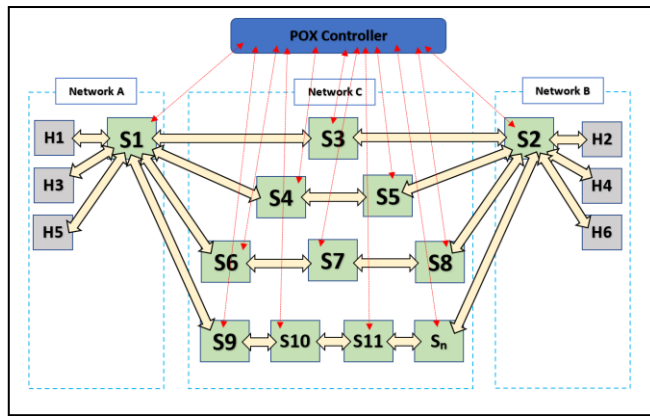 POX Controller
Network A
Network C
Network B
H1
S1
S3
S2
H2
H3
S4
S5
H4
H5
H6
S6
S7
S8
S9
S10
S11
Sn